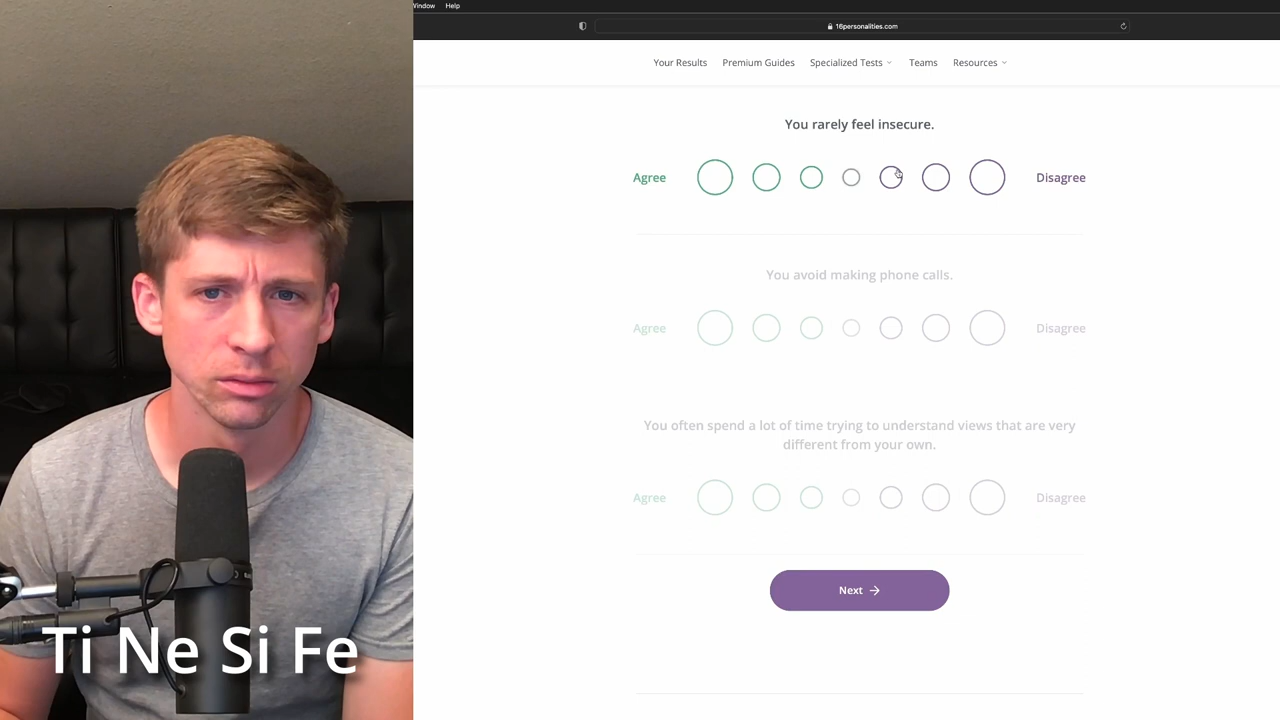 Window Help
16personalities.com
Your Results Premium Guides Specialized Tests Teams Resources
You rarely feel insecure.
Agree Disagree
You avoid making phone calls.
Agree Disagree
You often spend a lot of time trying to understand views that are very
different from your own.
Agree Disagree
Next
Ti Ne Si Fe